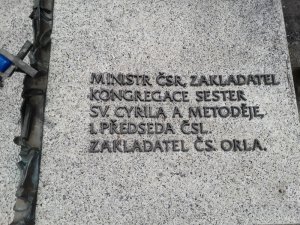 MINISTR ČSR, ZAKLADATEL
KONGREGACE SESTER
SV. CYRILA A METODĚJE,
I. PŘEDSEDA ČSL.
ZAKLADATEL ČS. ORLA.